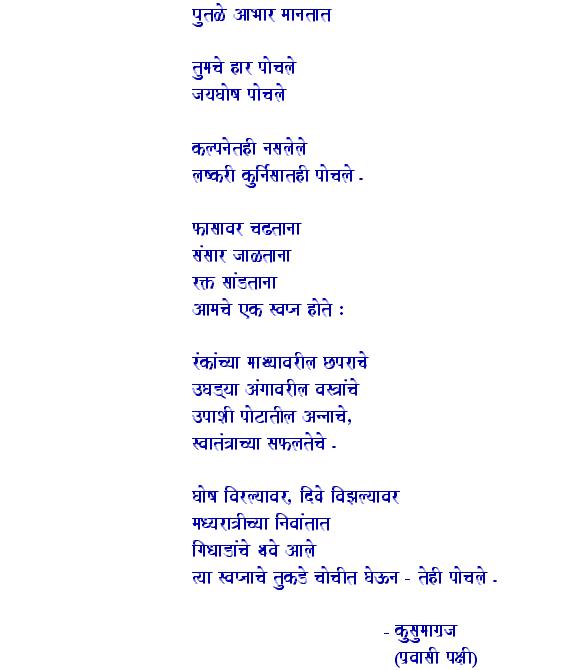 पुतळे आभार मानतात

तुमचे हार पोचले
जयघोष पोचले

कल्पनेतही नसलेले
लष्करी कुर्निसातही पोचले -

फासावर चढताना
संसार जाळताना
रक्त सांडताना
आमचे एक स्वप्न होते :

रंकांच्या माथ्यावरील छपराचे
उघड्या अंगावरील वस्त्रांचे
उपाशी पोटातील अन्नाचे,
स्वातंत्राच्या सफलतेचे -

घोष विरल्यावर, दिवे विझल्यावर
मध्यरात्रीच्या निवांतात
गिधाडांचे थवे आले
त्या स्वप्नाचे तुकडे चोचीत घेऊन - तेही पोचले -

- कुसुमाग्रज
(प्रवासी पक्षी)